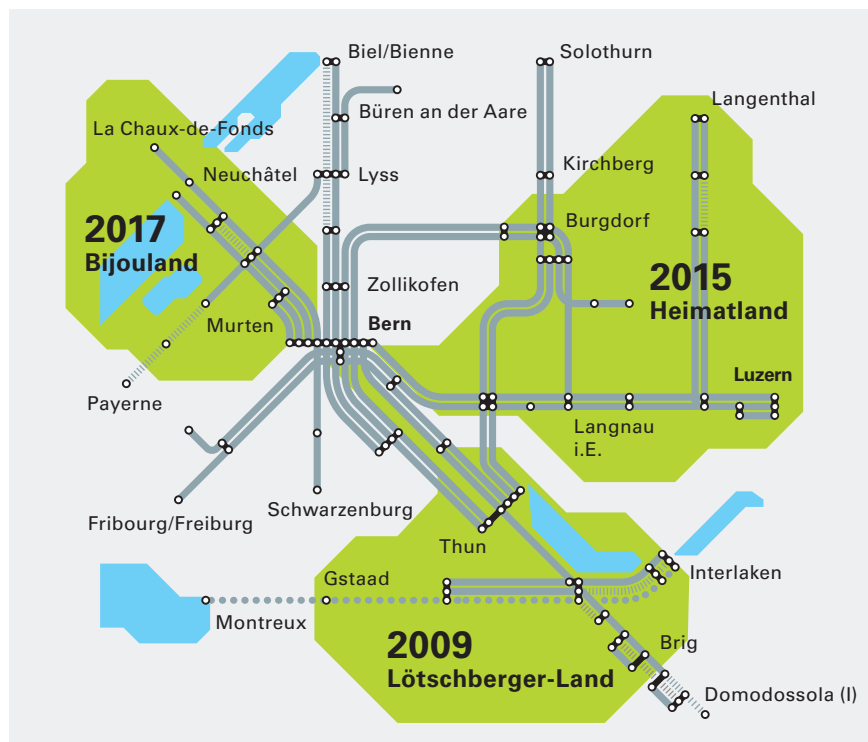 Biel/Bienne
Solothurn
Langenthal
Büren an der Aare
La Chaux-de-Fonds
Neuchâtel
Lyss
Kirchberg
Burgdorf
2017
Bijouland
Zollikofen
2015
Heimatland
Murten
Bern
Luzern
Payerne
Langnau
i.E.
Fribourg/Freiburg
Schwarzenburg
Thun
Gstaad
Interlaken
Montreux
2009
Lötschberger-Land
Brig
Domodossola (I)